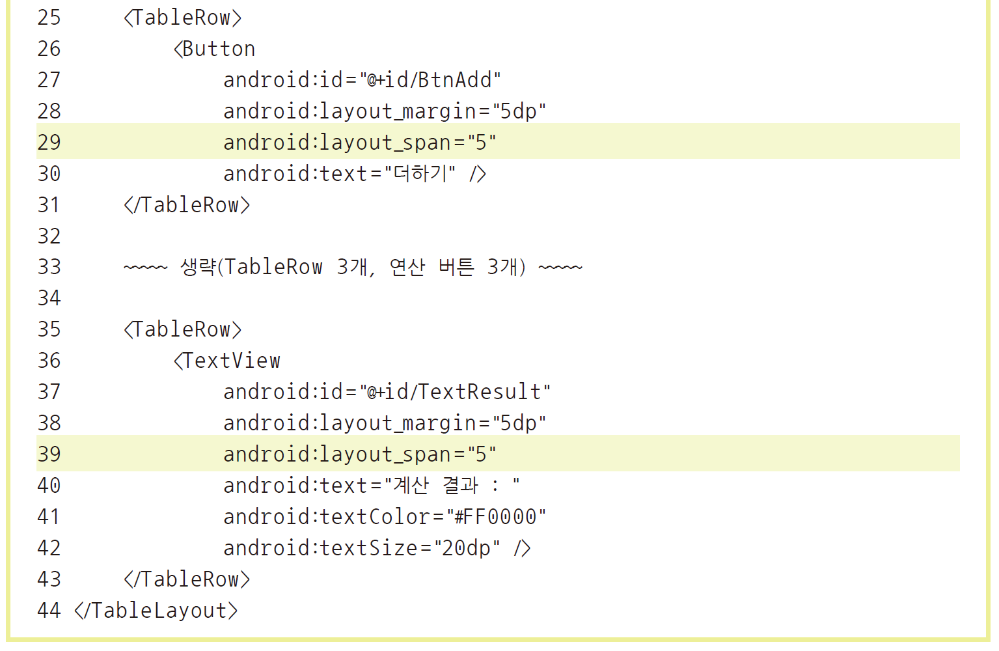 25     <TableRow>
26         <Button
27             android:id="@+id/BtnAdd"
28             android:layout_margin="5dp"
29             android:layout_span="5"
30             android:text="더하기" />
31     </TableRow>
32
33     ~~~~~ 생략(TableRow 3개, 연산 버튼 3개) ~~~~~
34
35     <TableRow>
36         <TextView
37             android:id="@+id/TextResult"
38             android:layout_margin="5dp"
39             android:layout_span="5"
40             android:text="계산 결과 : "
41             android:textColor="#FF0000"
42             android:textSize="20dp" />
43     </TableRow>
44 </TableLayout>